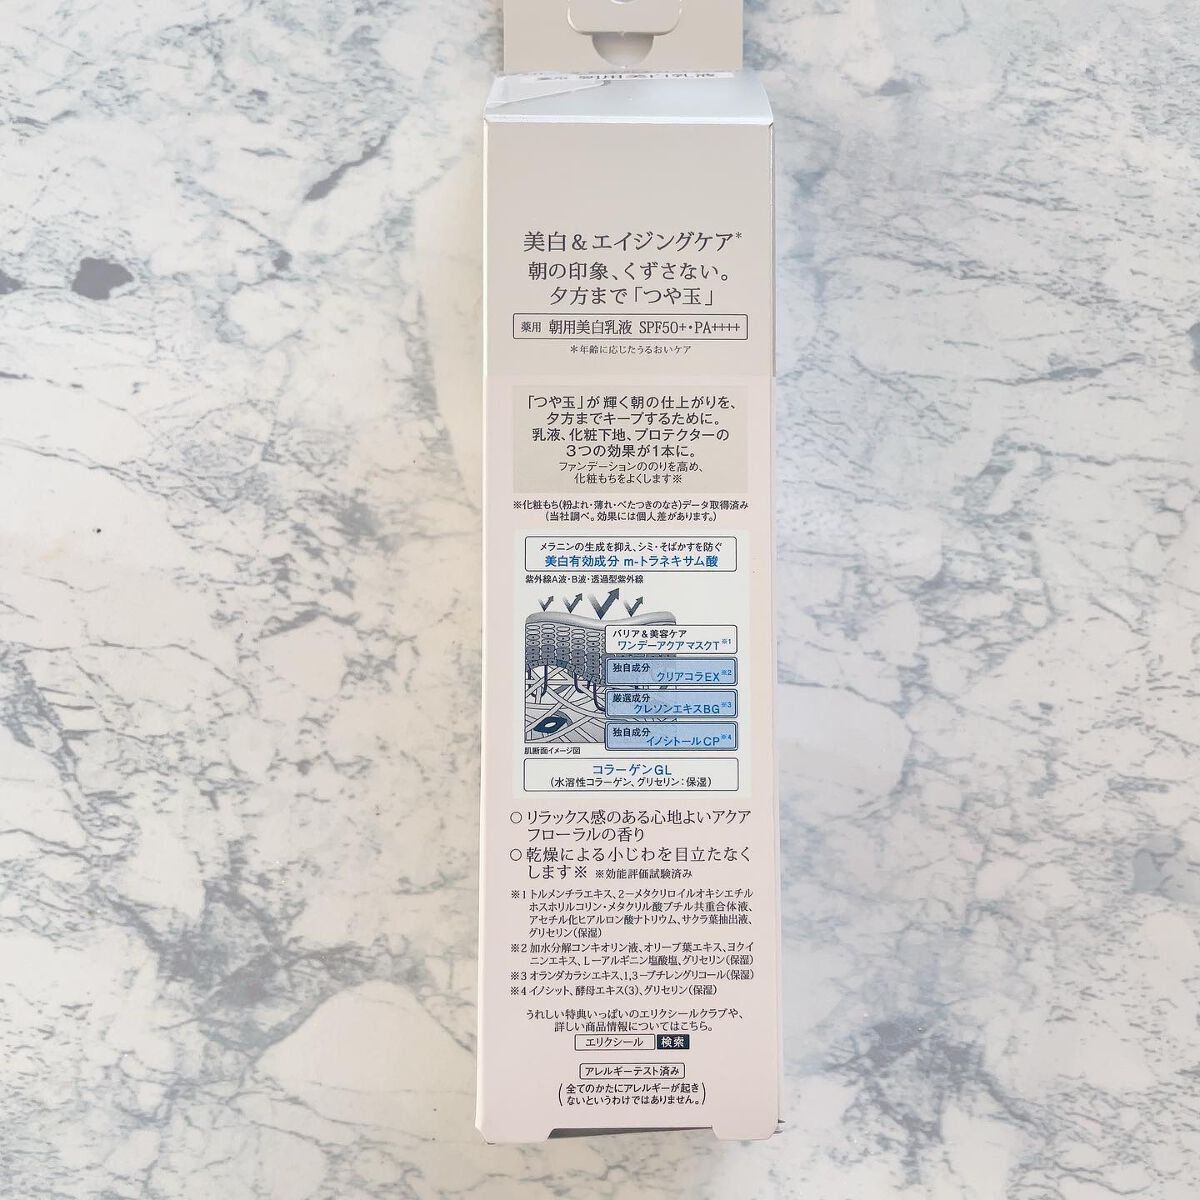 朝用美白乳液
美白&エイジングケア*
朝の印象、くずさない。
夕方まで「つや玉」
薬用 朝用美白乳液 SPF50+・PA++++
*年齢に応じたうるおいケア
「つや玉」が輝く朝の仕上がりを、
夕方までキープするために。
乳液、化粧下地、プロテクターの
3つの効果が1本に。
ファンデーションののりを高め、
化粧もちをよくします※
※化粧もち(粉よれ・薄れ・べたつきのなさ)データ取得済み
(当社調べ。効果には個人差があります。)
メラニンの生成を抑え、シミ・そばかすを防ぐ
美白有効成分 m-トラネキサム酸
紫外線A波・B波・透過型紫外線
バリア&美容ケア
ワンデーアクアマスクT※1
独自成分
クリアコラEX※2
厳選成分
クレソンエキスBG※3
独自成分
イノシトールCP※4
肌断面イメージ図
コラーゲンGL
(水溶性コラーゲン、グリセリン:保湿)
○リラックス感のある心地よいアクア
フローラルの香り
○乾燥による小じわを目立たなく
します※ ※効能評価試験済み
※1 トルメンチラエキス、2-メタクリロイルオキシエチル
ホスホリルコリン・メタクリル酸ブチル共重合体液、
アセチル化ヒアルロン酸ナトリウム、サクラ葉抽出液、
グリセリン(保湿)
※2 加水分解コンキオリン液、オリーブ葉エキス、ヨクイ
ニンエキス、L-アルギニン塩酸塩、グリセリン(保湿)
※3 オランダカラシエキス、1,3-ブチレングリコール(保湿)
※4 イノシット、酵母エキス(3)、グリセリン(保湿)
うれしい特典いっぱいのエリクシールクラブや、
詳しい商品情報についてはこちら。
エリクシール 検索
アレルギーテスト済み
(全てのかたにアレルギーが起き
ないというわけではありません。)